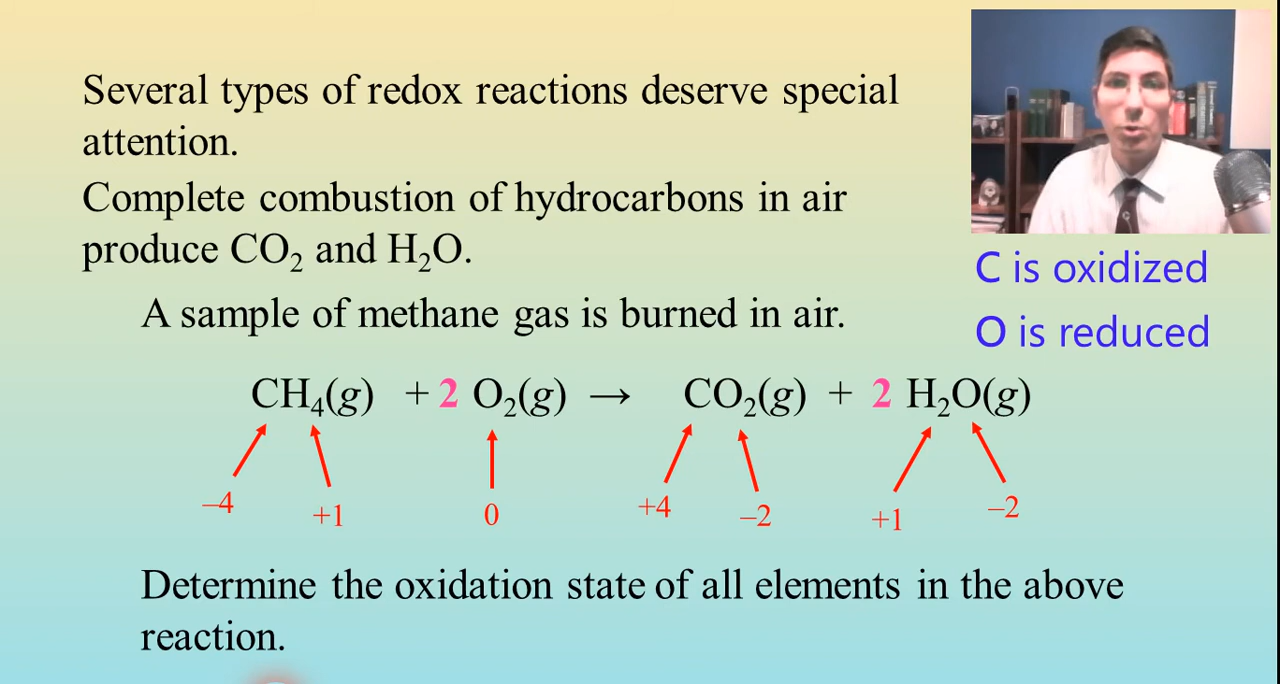 Several types of redox reactions deserve special
attention.
Complete combustion of hydrocarbons in air
produce CO₂ and H₂O.
C is oxidized
O is reduced
A sample of methane gas is burned in air.
CH₄(g) + 2 O₂(g) → CO₂(g) + 2 H₂O(g)
–4 +1 0 +4 –2 +1 –2
Determine the oxidation state of all elements in the above
reaction.